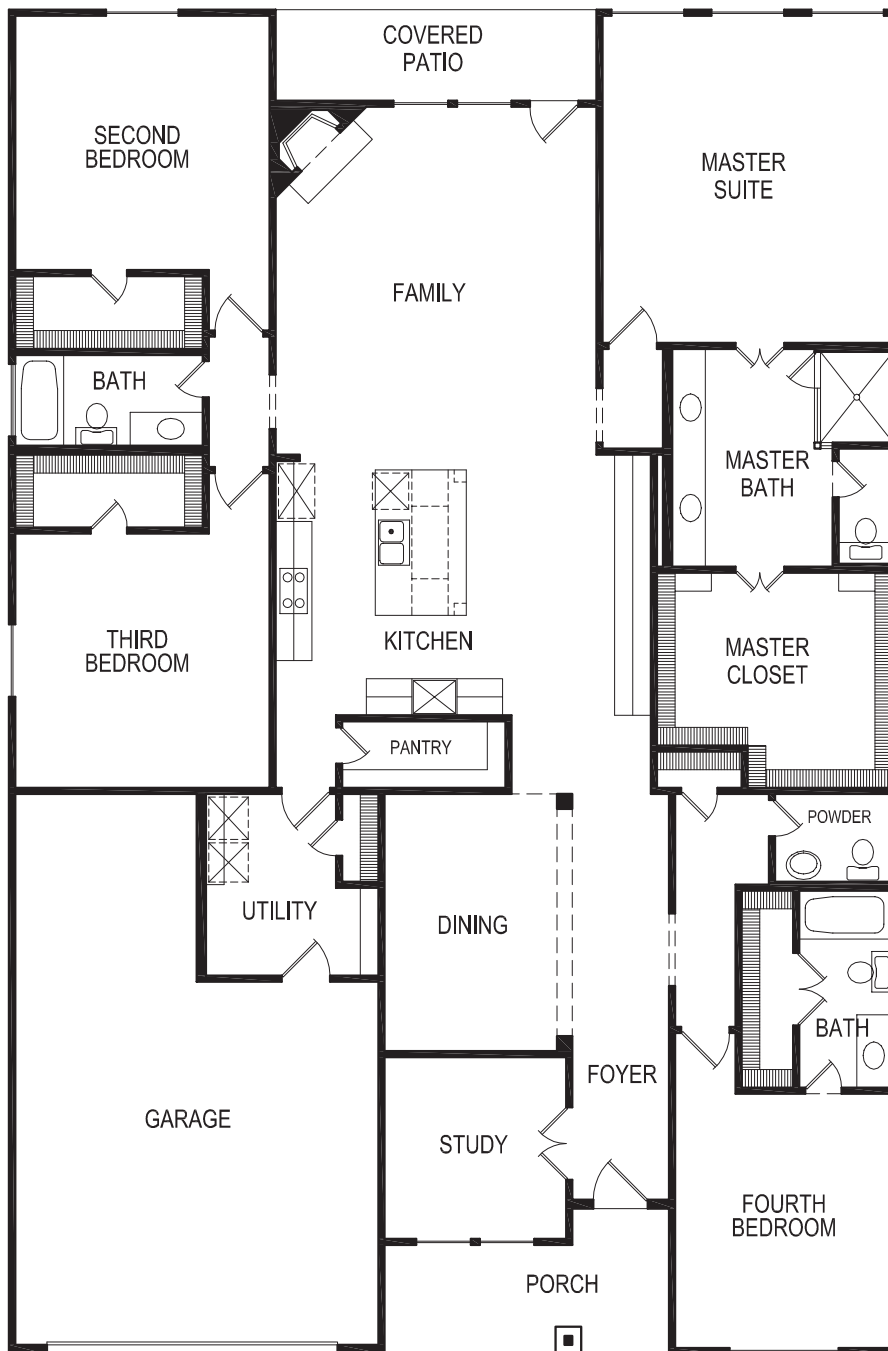 COVERED
PATIO
SECOND
BEDROOM
MASTER
SUITE
FAMILY
BATH
MASTER
BATH
KITCHEN
THIRD
BEDROOM
MASTER
CLOSET
PANTRY
POWDER
UTILITY
DINING
BATH
FOYER
GARAGE
STUDY
FOURTH
BEDROOM
PORCH